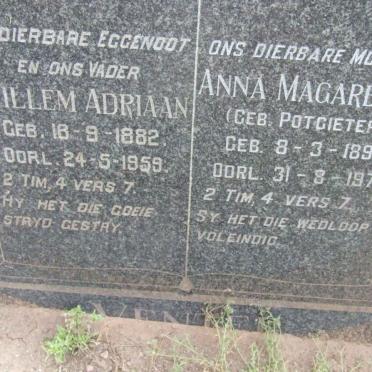 DIERBARE EGGENOOT
EN ONS VADER
ILLEM ADRIAAN
GEB. 18-9-1882.
OORL. 24-5-1959.
2 TIM. 4 VERS 7.
HY HET DIE GOEIE
STRYD GESTRY.
ONS DIERBARE MO
ANNA MAGARE
(GEB. POTGIETER
GEB. 8-3-189
OORL. 31-8-197
2 TIM. 4 VERS 7.
SY HET DIE WEDLOOP
VOLEINDIG.